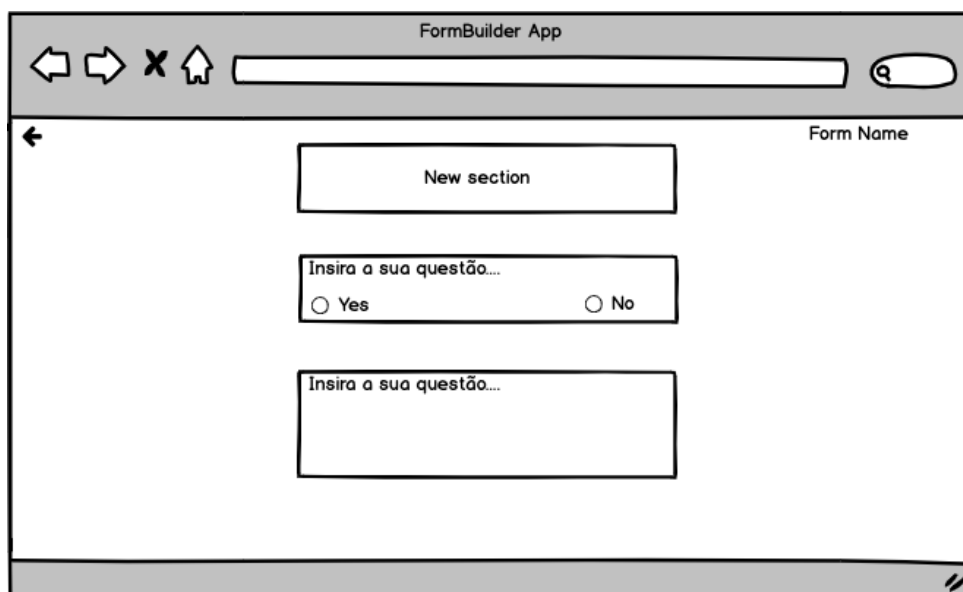 FormBuilder App
Form Name
New section
Insira a sua questão....
Yes No
Insira a sua questão....